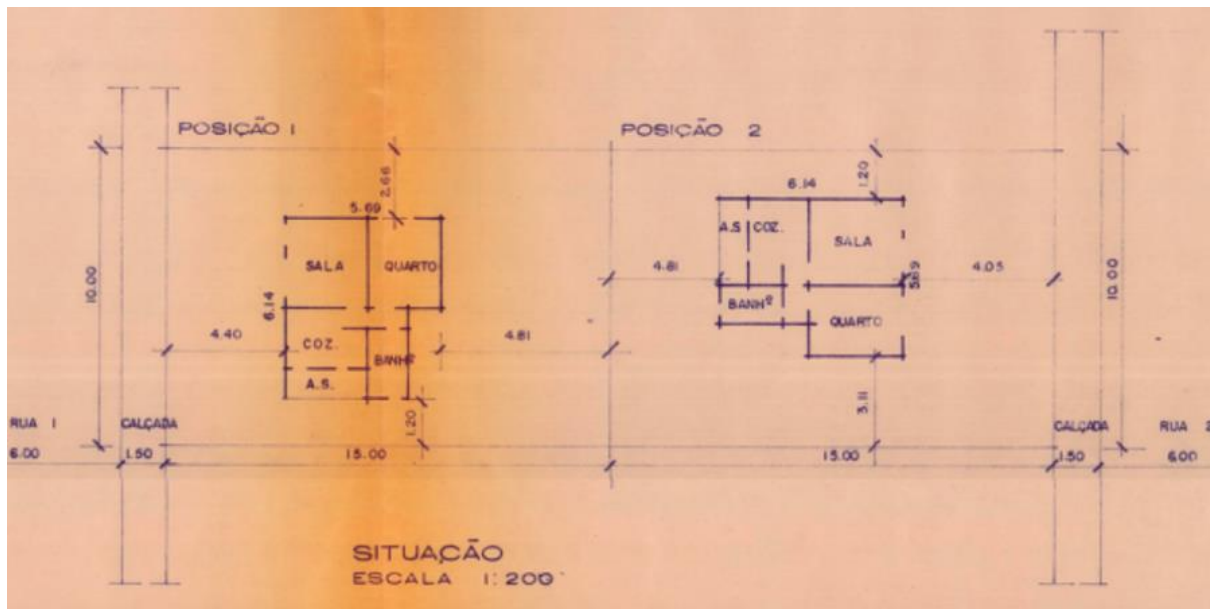 POSIÇÃO 1
POSIÇÃO 2
2.66
1.20
6.14
5.69
A.S COZ.
SALA
SALA
QUARTO
4.81
5.69
4.05
10.00
10.00
6.14
BANHº
QUARTO
4.40
COZ.
BANHº
4.81
A.S.
1.20
3.11
RUA 1
CALÇADA
CALÇADA
RUA 2
6.00
1.50
15.00
15.00
1.50
6.00
SITUAÇÃO
ESCALA 1:200